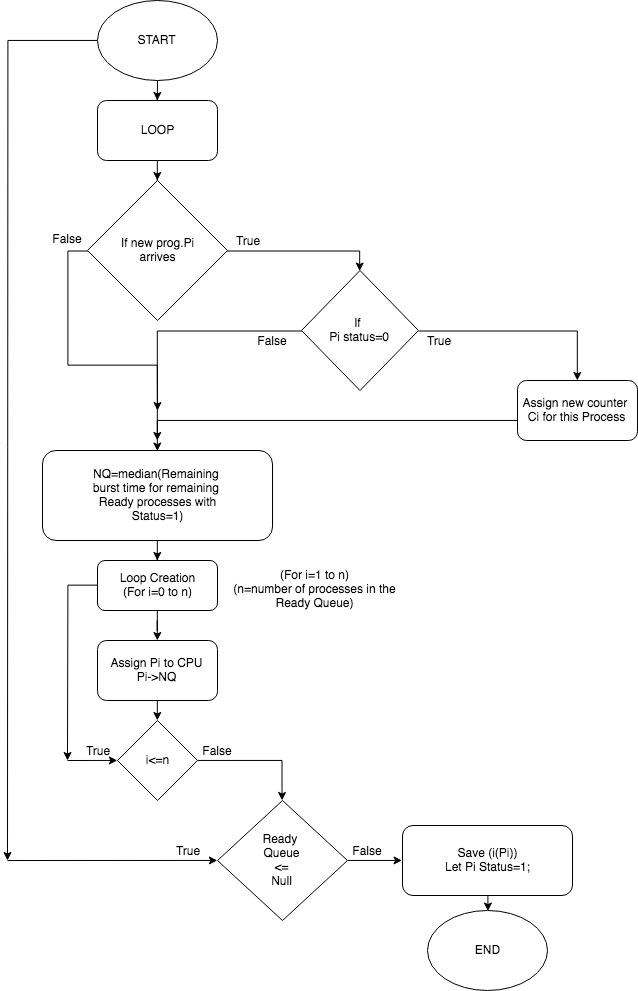 START
LOOP
If new prog.Pi
arrives
False
True
If
Pi status=0
False
True
Assign new counter
Ci for this Process
NQ=median(Remaining
burst time for remaining
Ready processes with
Status=1)
Loop Creation
(For i=0 to n)
(For i=1 to n)
(n=number of processes in the
Ready Queue)
Assign Pi to CPU
Pi->NQ
i<=n
True
False
Ready
Queue
<=
Null
True
False
Save (i(Pi))
Let Pi Status=1;
END